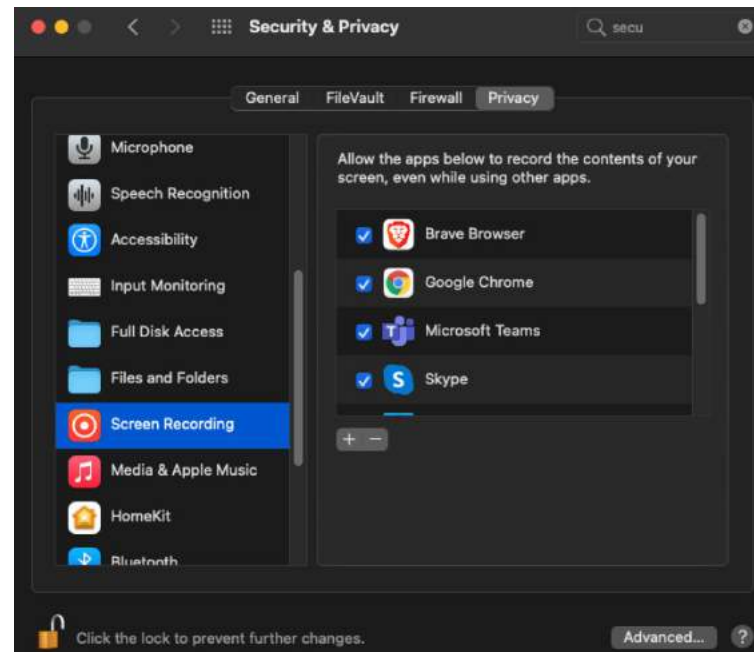 Security & Privacy
secu
General FileVault Firewall Privacy
Microphone
Speech Recognition
Accessibility
Input Monitoring
Full Disk Access
Files and Folders
Screen Recording
Media & Apple Music
HomeKit
Bluetooth
Allow the apps below to record the contents of your
screen, even while using other apps.
Brave Browser
Google Chrome
Microsoft Teams
Skype
+ −
Click the lock to prevent further changes.
Advanced... ?